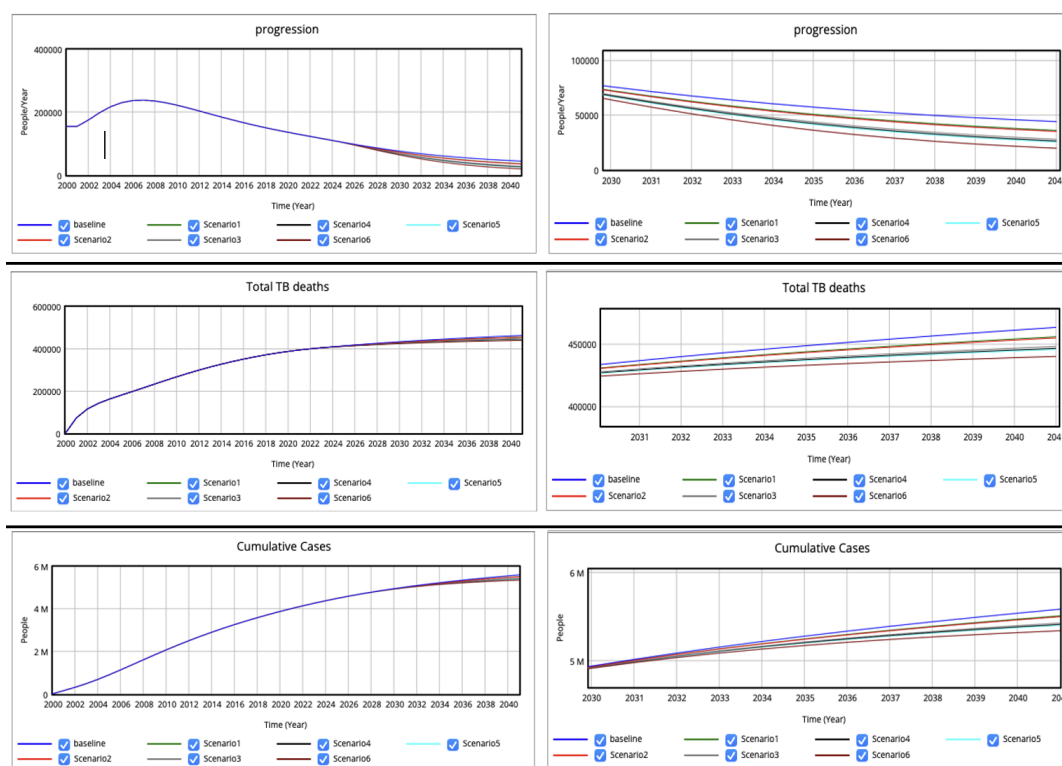 progression
400000
200000
0
People/Year
2000 2002 2004 2006 2008 2010 2012 2014 2016 2018 2020 2022 2024 2026 2028 2030 2032 2034 2036 2038 2040
Time (Year)
baseline Scenario1 Scenario4 Scenario5
Scenario2 Scenario3 Scenario6
progression
100000
50000
0
People/Year
2030 2031 2032 2033 2034 2035 2036 2037 2038 2039 2040 204
Time (Year)
baseline Scenario1 Scenario4 Scenario5
Scenario2 Scenario3 Scenario6
Total TB deaths
600000
400000
200000
0
2000 2002 2004 2006 2008 2010 2012 2014 2016 2018 2020 2022 2024 2026 2028 2030 2032 2034 2036 2038 2040
Time (Year)
baseline Scenario1 Scenario4 Scenario5
Scenario2 Scenario3 Scenario6
Total TB deaths
450000
400000
2031 2032 2033 2034 2035 2036 2037 2038 2039 2040 204
Time (Year)
baseline Scenario1 Scenario4 Scenario5
Scenario2 Scenario3 Scenario6
Cumulative Cases
6 M
4 M
2 M
0
People
2000 2002 2004 2006 2008 2010 2012 2014 2016 2018 2020 2022 2024 2026 2028 2030 2032 2034 2036 2038 2040
Time (Year)
baseline Scenario1 Scenario4 Scenario5
Scenario2 Scenario3 Scenario6
Cumulative Cases
6 M
5 M
People
2030 2031 2032 2033 2034 2035 2036 2037 2038 2039 2040 204
Time (Year)
baseline Scenario1 Scenario4 Scenario5
Scenario2 Scenario3 Scenario6